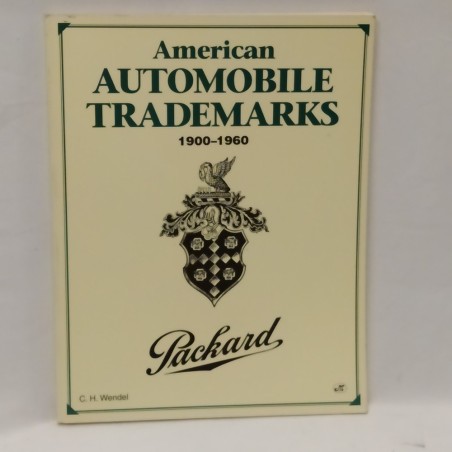 American
AUTOMOBILE
TRADEMARKS
1900–1960
Packard
C. H. Wendel